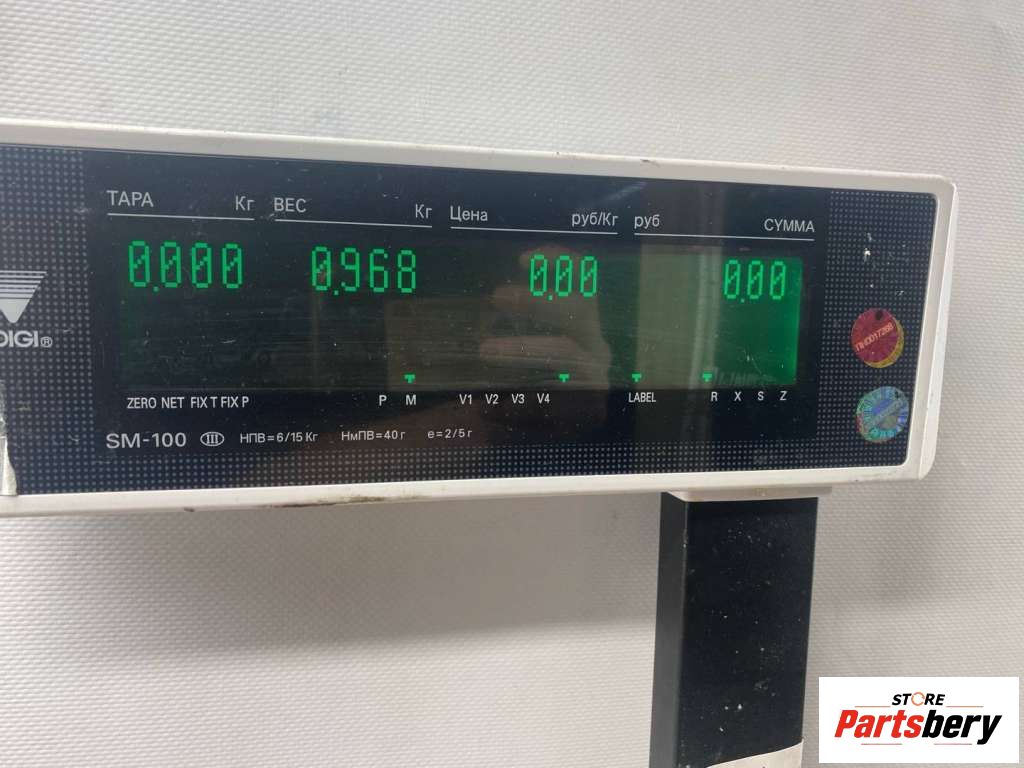 ТАРА Кг ВЕС Кг Цена руб/Кг руб СУММА
0.000 0.968 0.00 0.00
DIGI®
ZERO NET FIX T FIX P P M V1 V2 V3 V4 LABEL R X S Z
SM-100 III НПВ=6/15 Кг НмПВ=40 г e=2/5 г
STORE
Partsbery